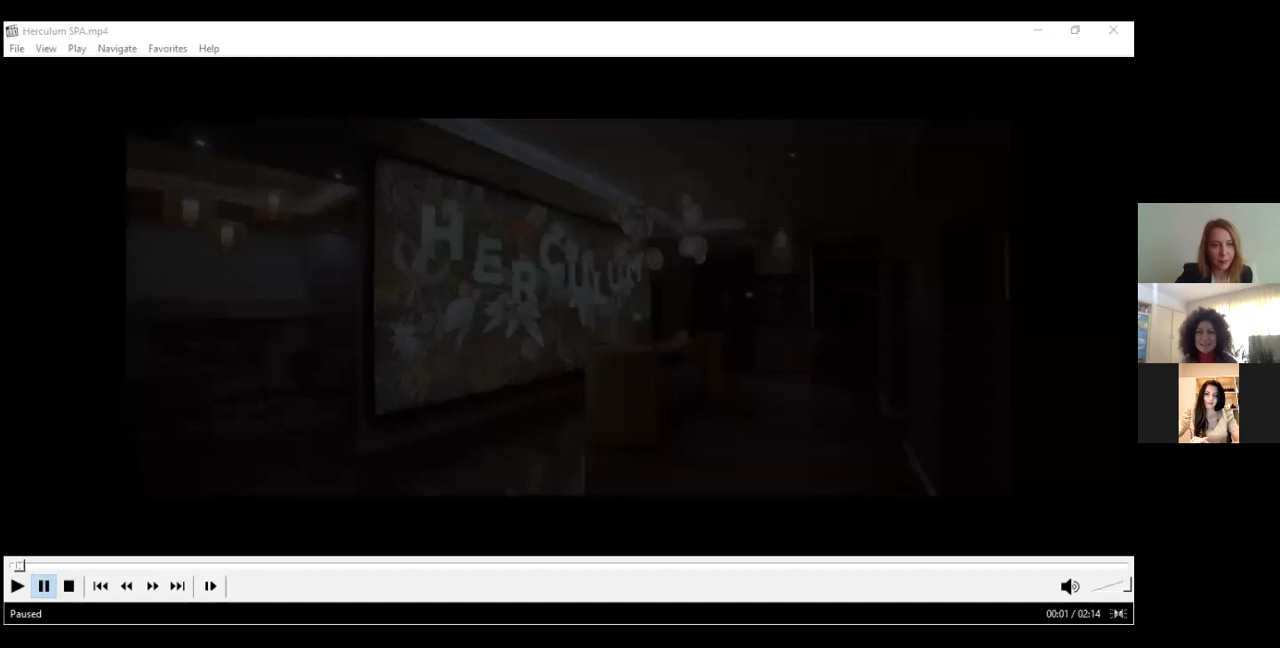 Herculum SPA.mp4
File View Play Navigate Favorites Help
HERCULUM
Paused
00:01 / 02:14